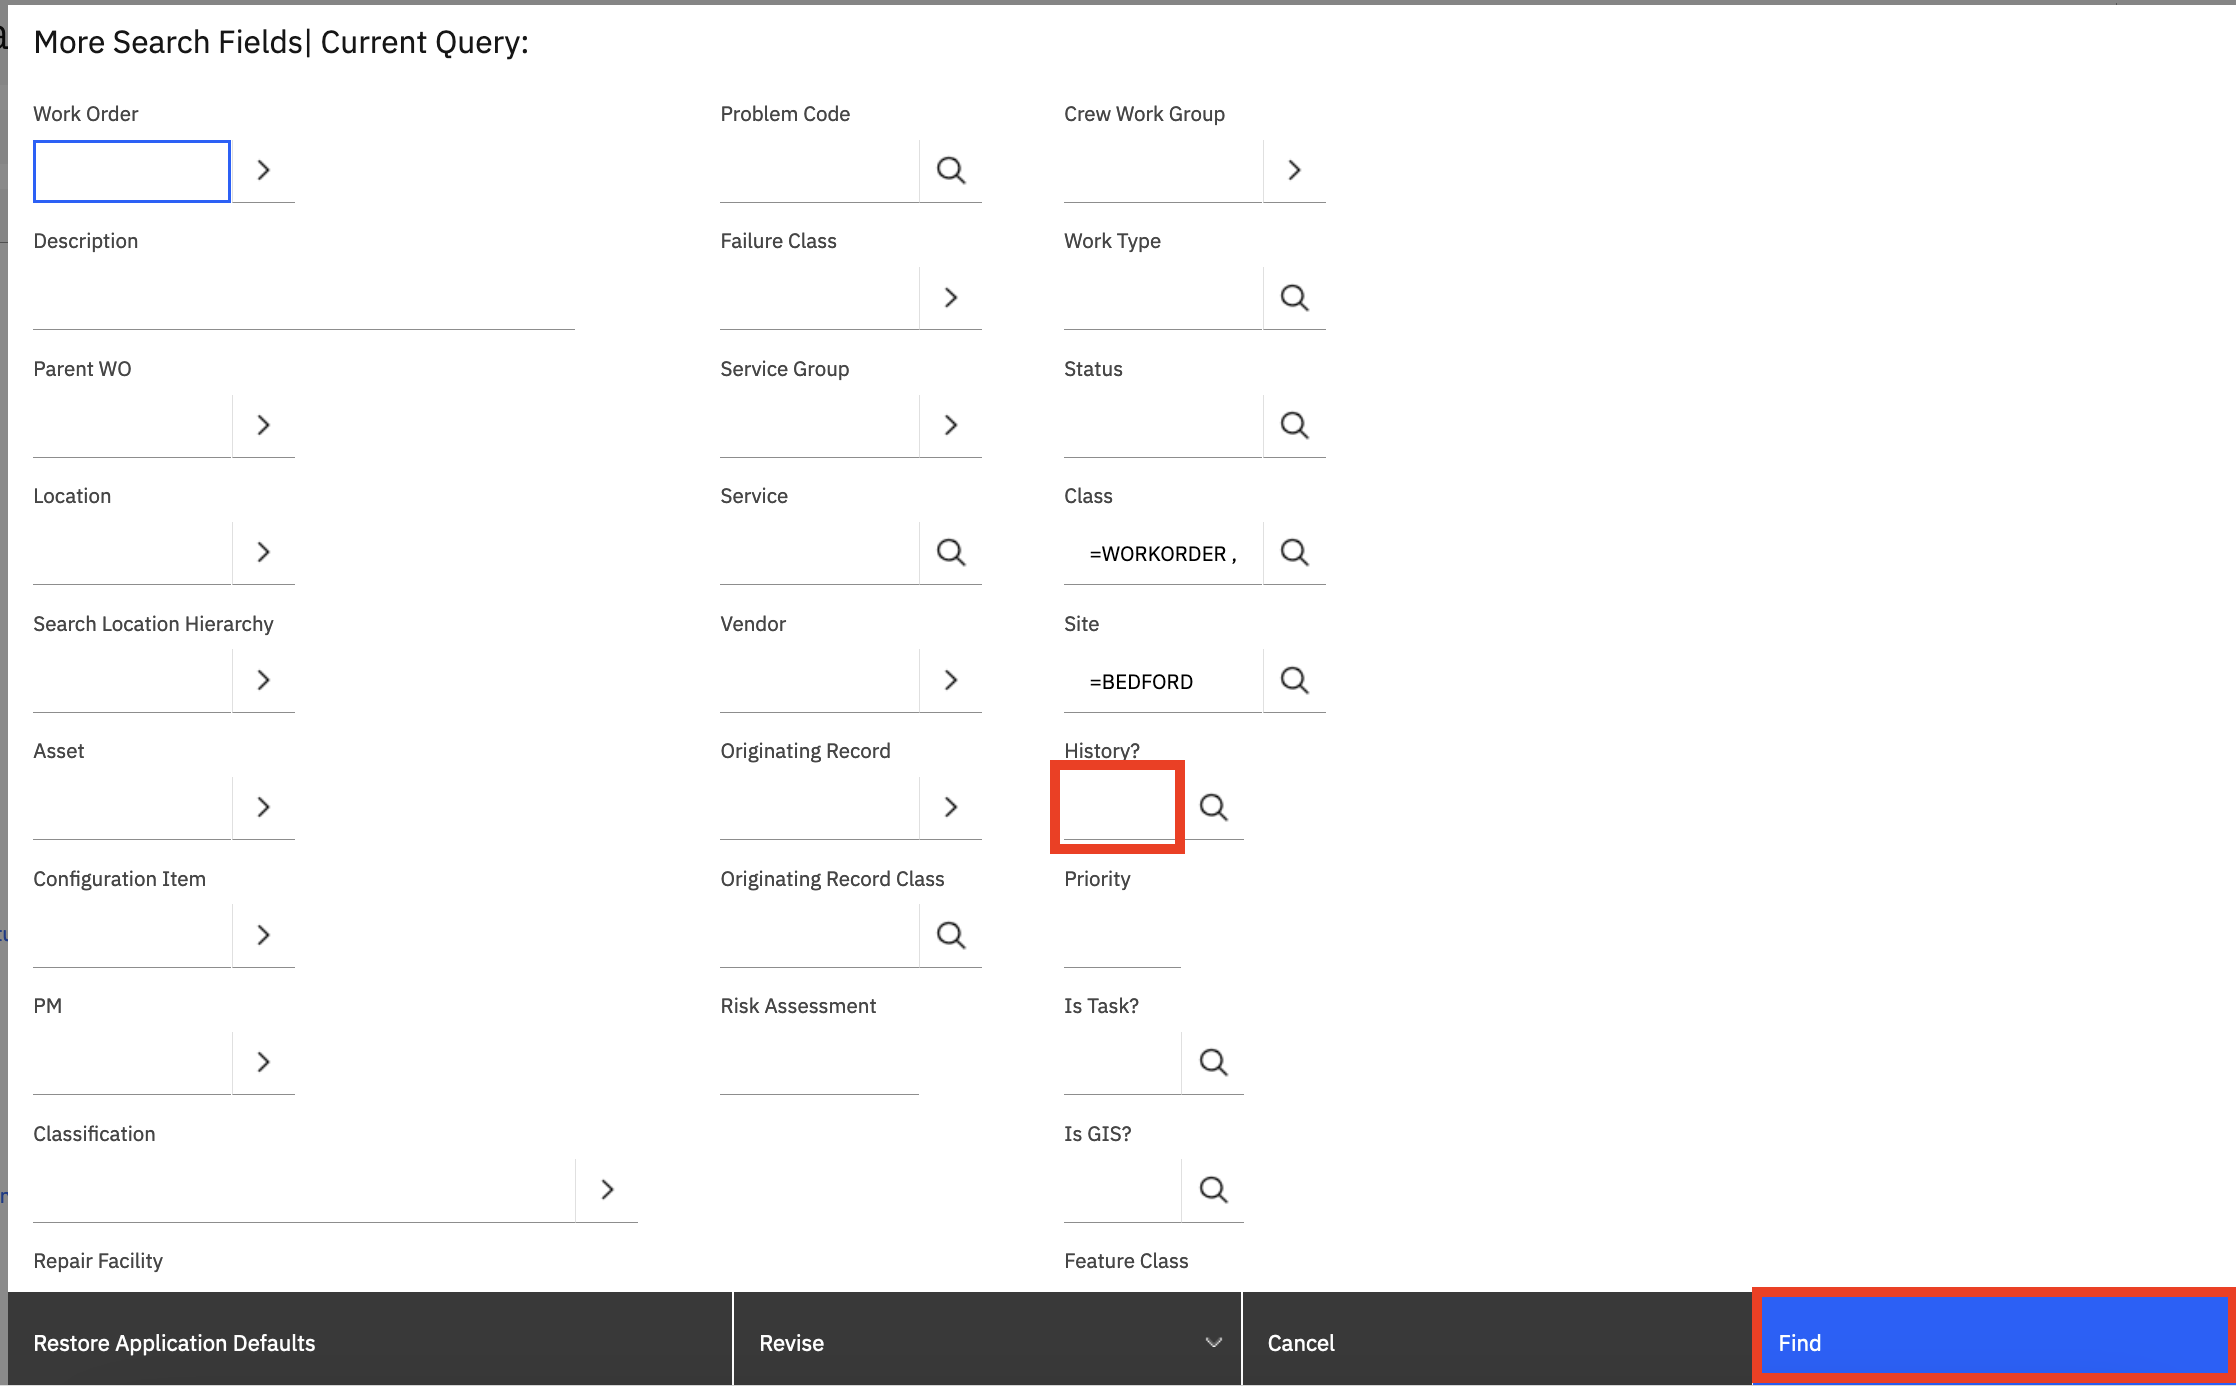 More Search Fields| Current Query:
Work Order
Problem Code
Crew Work Group
Description
Failure Class
Work Type
Parent WO
Service Group
Status
Location
Service
Class
=WORKORDER ,
Search Location Hierarchy
Vendor
Site
=BEDFORD
Asset
Originating Record
History?
Configuration Item
Originating Record Class
Priority
PM
Risk Assessment
Is Task?
Classification
Is GIS?
Repair Facility
Feature Class
Restore Application Defaults
Revise
Cancel
Find